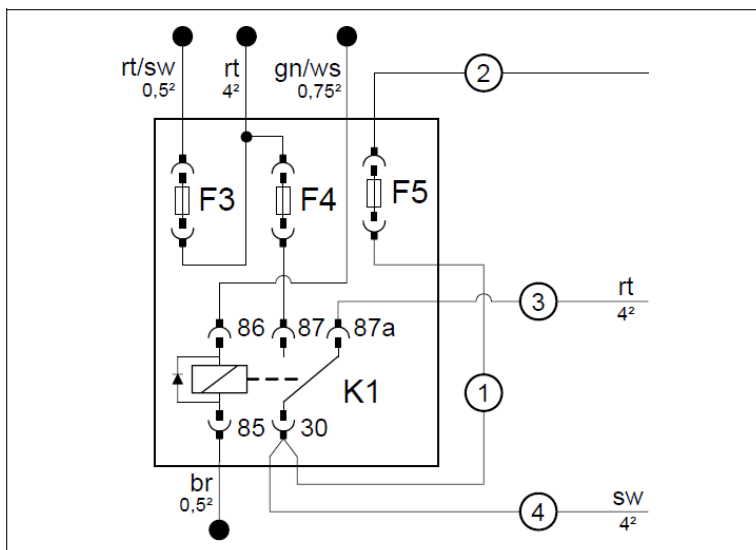 rt/sw
0,5²
rt
4²
gn/ws
0,75²
2
F3
F4
F5
3
rt
4²
86
87
87a
K1
1
85
30
br
0,5²
4
sw
4²